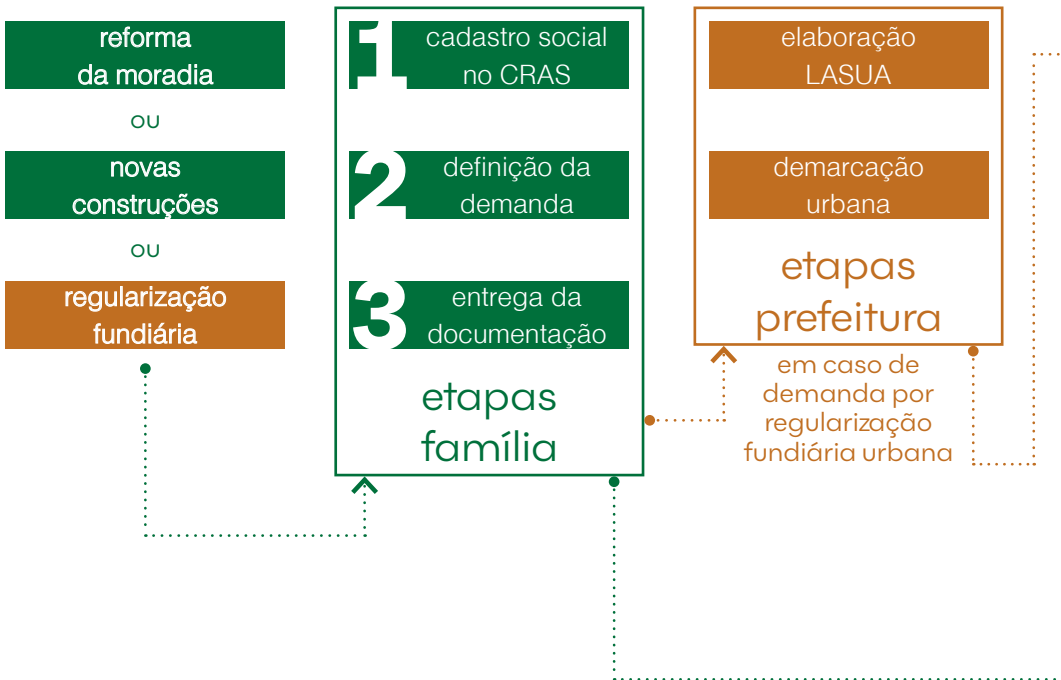 reforma
da moradia
ou
novas
construções
ou
regularização
fundiária
1 cadastro social
no CRAS
2 definição da
demanda
3 entrega da
documentação
etapas
família
elaboração
LASUA
demarcação
urbana
etapas
prefeitura
em caso de
demanda por
regularização
fundiária urbana